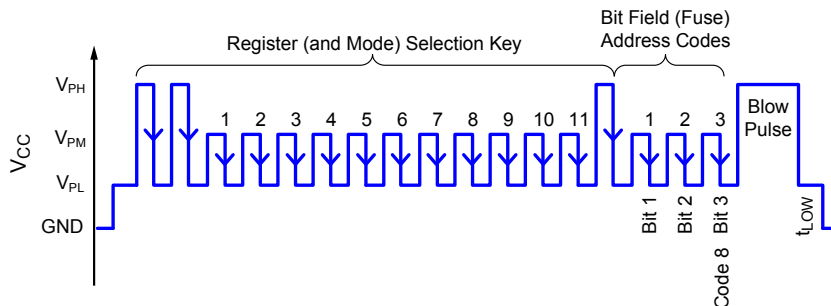 Bit Field (Fuse)
Address Codes
Register (and Mode) Selection Key
VCC
VPH
VPM
VPL
GND
1 2 3 4 5 6 7 8 9 10 11
1 2 3
Blow
Pulse
Bit 1
Bit 2
Code 8 Bit 3
tLOW